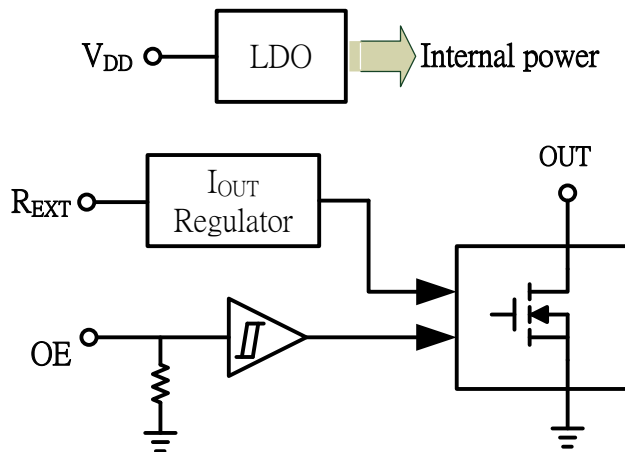 VDD
LDO
Internal power
OUT
REXT
IOUT
Regulator
OE